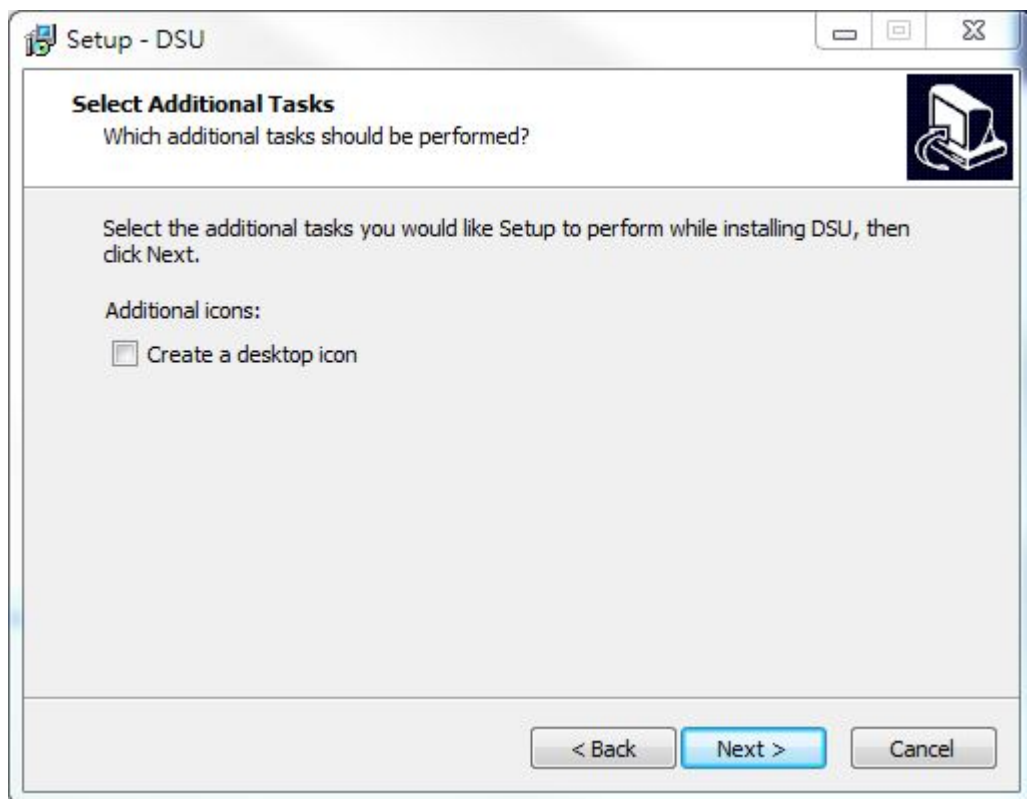 Setup - DSU
Select Additional Tasks
Which additional tasks should be performed?
Select the additional tasks you would like Setup to perform while installing DSU, then
click Next.
Additional icons:
Create a desktop icon
< Back
Next >
Cancel